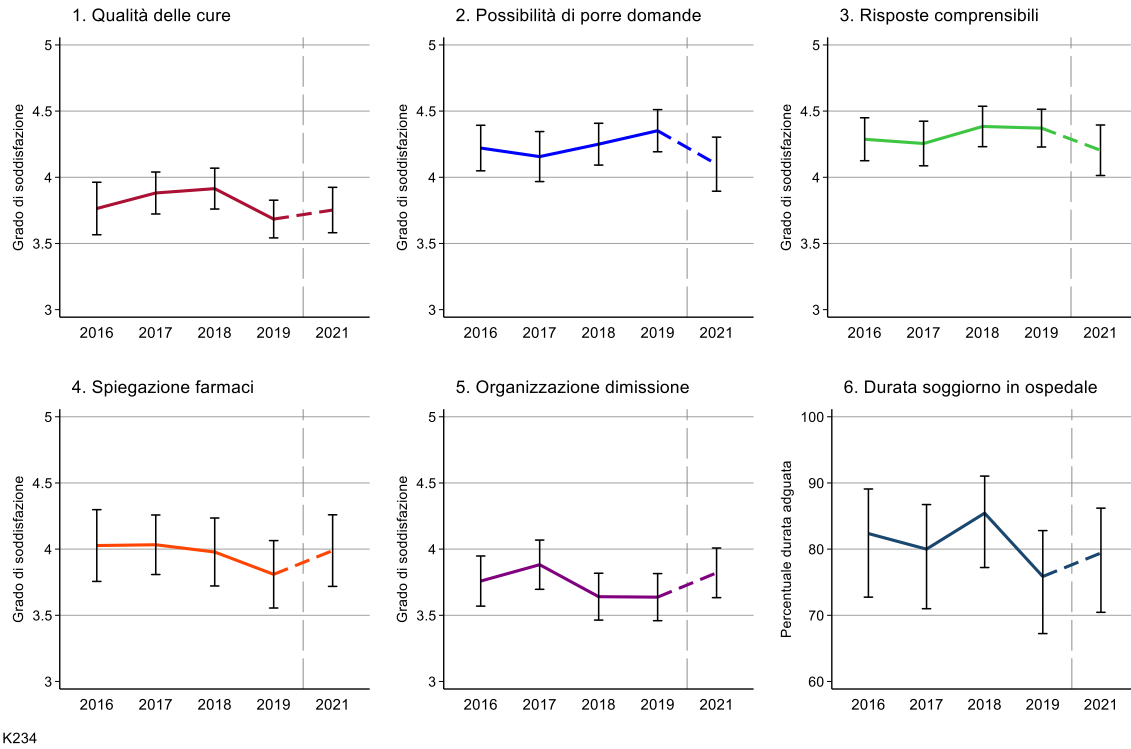 1. Qualità delle cure
2. Possibilità di porre domande
3. Risposte comprensibili
Grado di soddisfazione
5
4.5
4
3.5
3
2016 2017 2018 2019 2021
Grado di soddisfazione
5
4.5
4
3.5
3
2016 2017 2018 2019 2021
Grado di soddisfazione
5
4.5
4
3.5
3
2016 2017 2018 2019 2021
4. Spiegazione farmaci
5. Organizzazione dimissione
6. Durata soggiorno in ospedale
Grado di soddisfazione
5
4.5
4
3.5
3
2016 2017 2018 2019 2021
Grado di soddisfazione
5
4.5
4
3.5
3
2016 2017 2018 2019 2021
Percentuale durata adguata
100
90
80
70
60
2016 2017 2018 2019 2021
K234